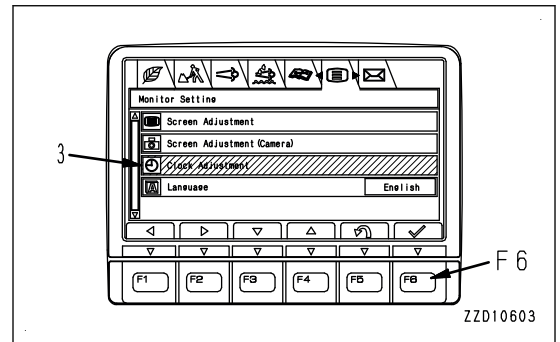 Monitor Setting
Screen Adjustment
Screen Adjustment (Camera)
3
Clock Adjustment
A Language English
F1 F2 F3 F4 F5 F6
F6
ZZD10603